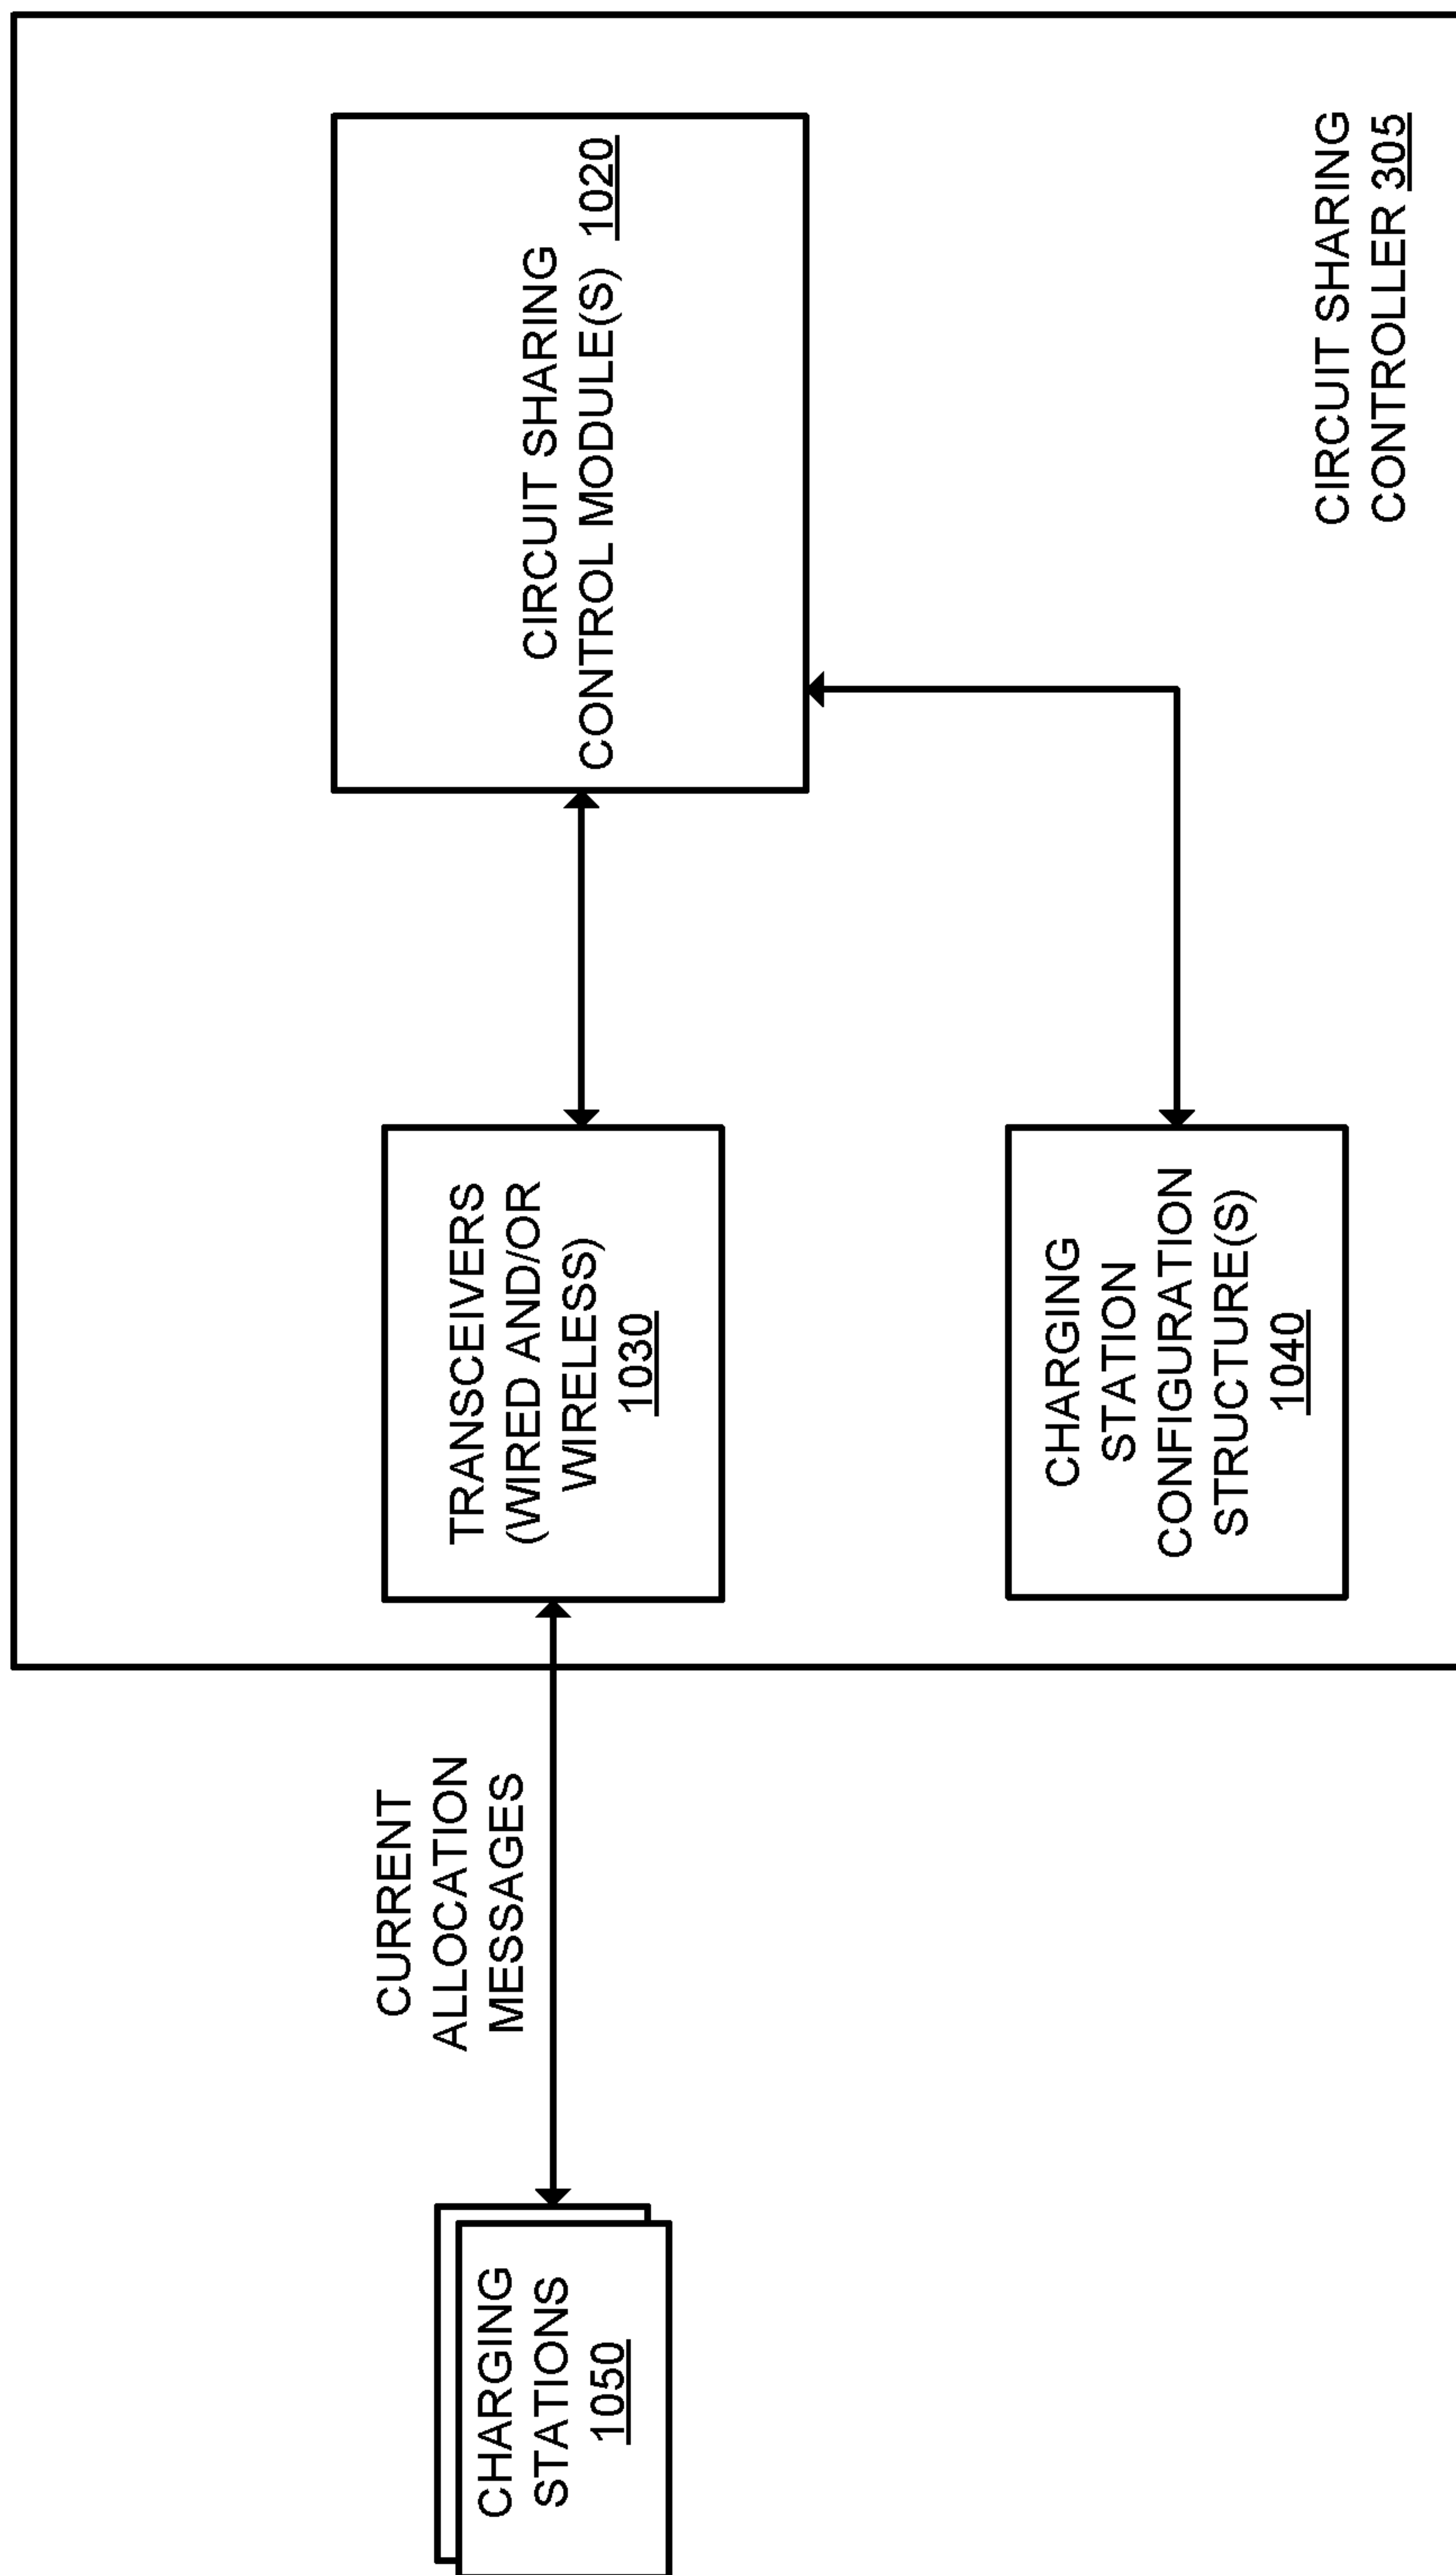 CHARGING
STATIONS
1050
CURRENT
ALLOCATION
MESSAGES
TRANSCEIVERS
(WIRED AND/OR
WIRELESS)
1030
CIRCUIT SHARING
CONTROL MODULE(S) 1020
CHARGING
STATION
CONFIGURATION
STRUCTURE(S)
1040
CIRCUIT SHARING
CONTROLLER 305